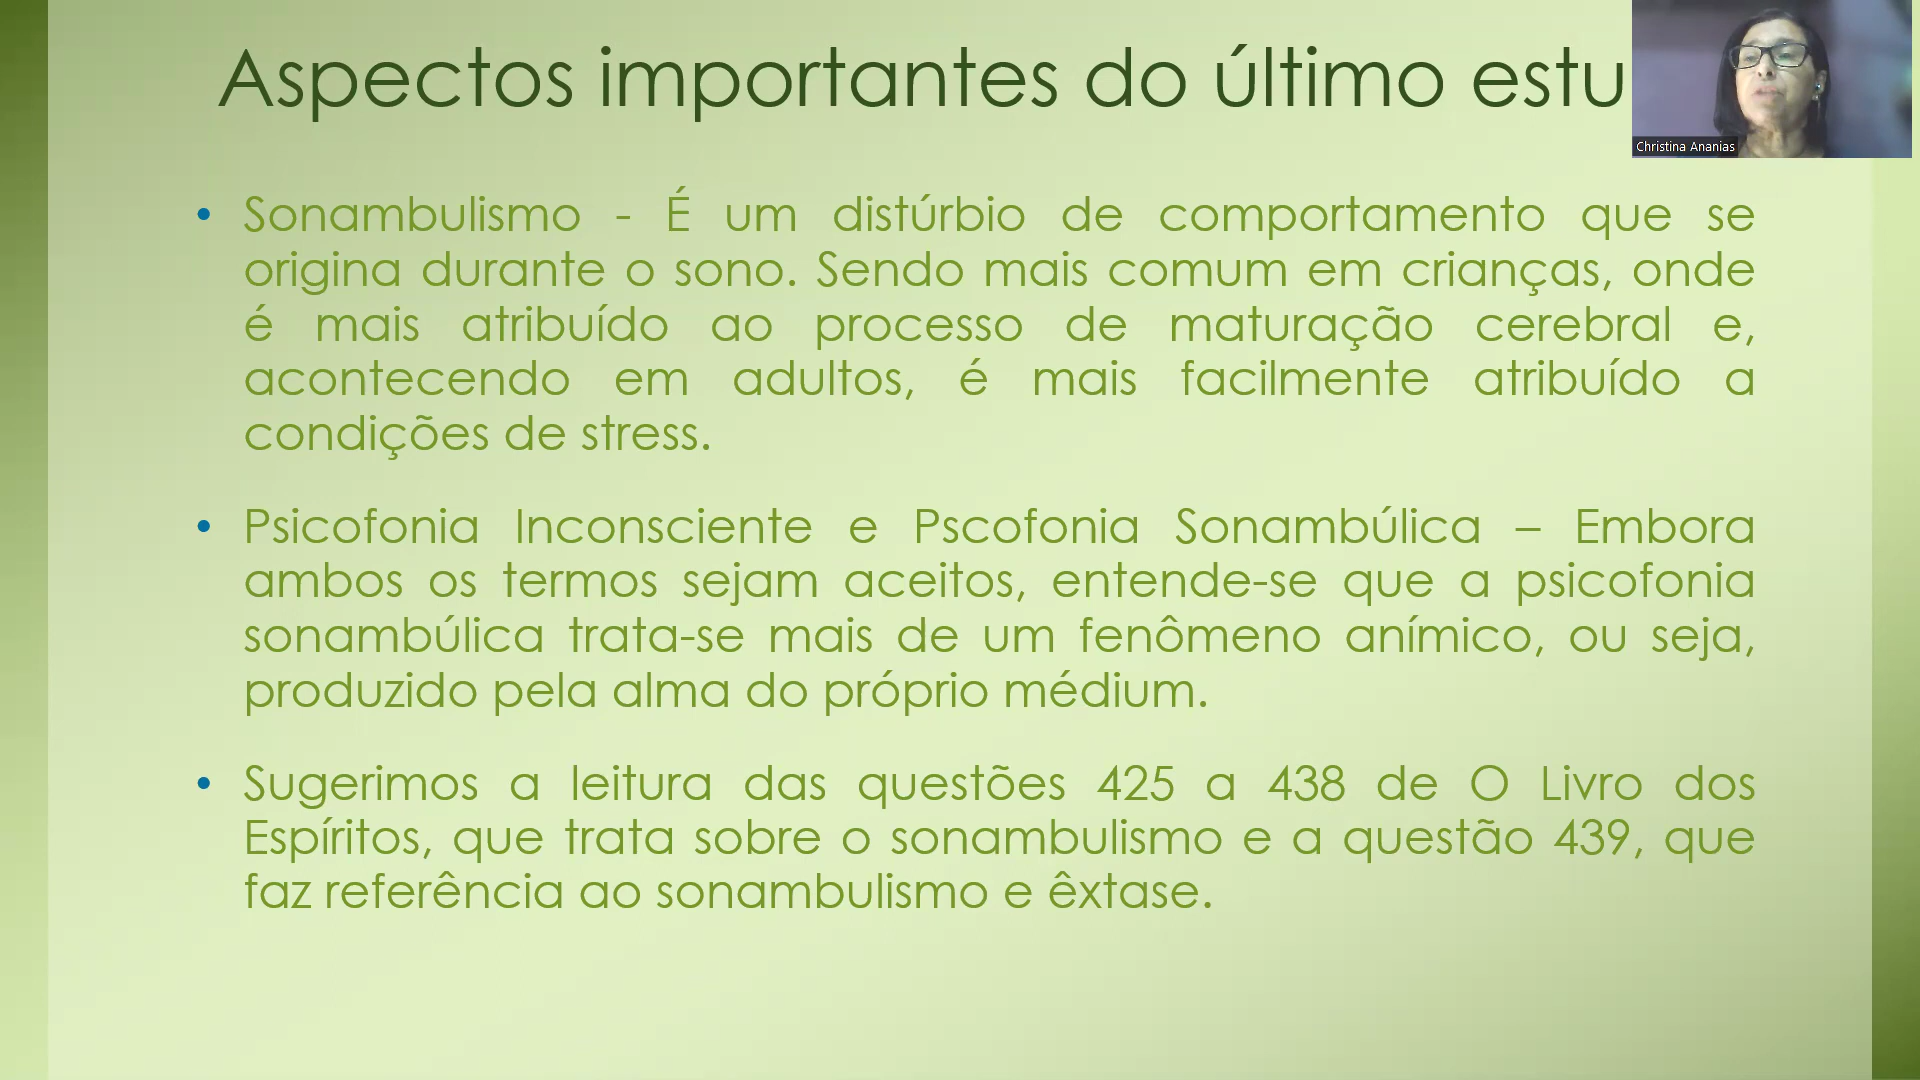 Aspectos importantes do último estu
Christina Ananias
• Sonambulismo - É um distúrbio de comportamento que se
origina durante o sono. Sendo mais comum em crianças, onde
é mais atribuído ao processo de maturação cerebral e,
acontecendo em adultos, é mais facilmente atribuído a
condições de stress.
• Psicofonia Inconsciente e Pscofonia Sonambúlica – Embora
ambos os termos sejam aceitos, entende-se que a psicofonia
sonambúlica trata-se mais de um fenômeno anímico, ou seja,
produzido pela alma do próprio médium.
• Sugerimos a leitura das questões 425 a 438 de O Livro dos
Espíritos, que trata sobre o sonambulismo e a questão 439, que
faz referência ao sonambulismo e êxtase.